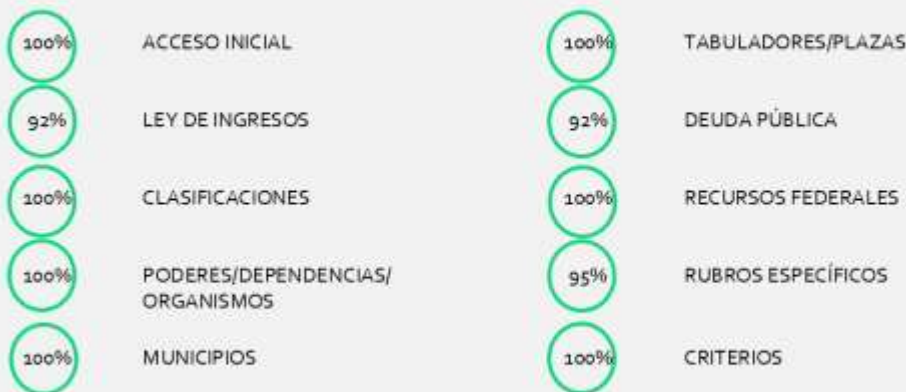 100% ACCESO INICIAL
92% LEY DE INGRESOS
100% CLASIFICACIONES
100% PODERES/DEPENDENCIAS/
ORGANISMOS
100% MUNICIPIOS
100% TABULADORES/PLAZAS
92% DEUDA PÚBLICA
100% RECURSOS FEDERALES
95% RUBROS ESPECÍFICOS
100% CRITERIOS